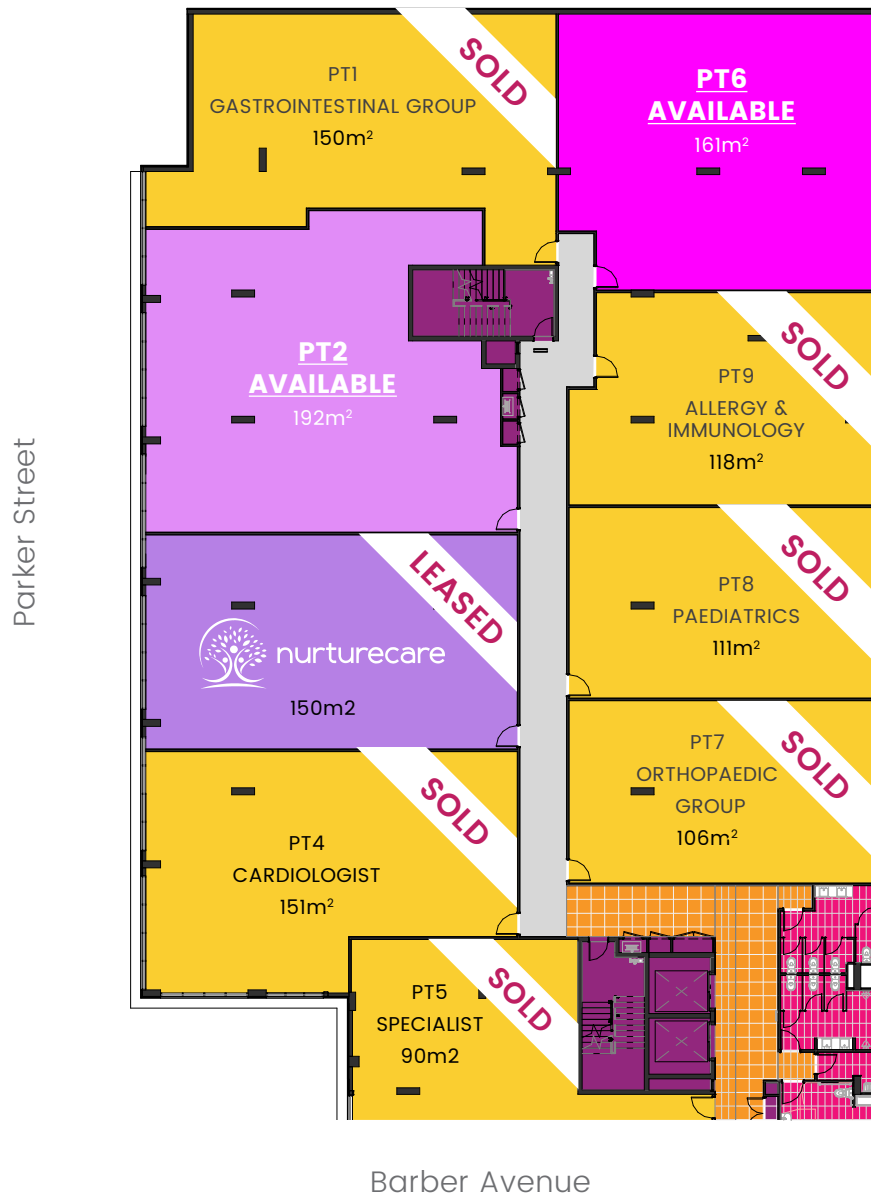 PT1
GASTROINTESTINAL GROUP
150m²
SOLD
PT6
AVAILABLE
161m²
PT2
AVAILABLE
192m²
PT9
ALLERGY &
IMMUNOLOGY
118m²
SOLD
LEASED
nurturecare
150m2
PT8
PAEDIATRICS
111m²
SOLD
PT7
ORTHOPAEDIC
GROUP
106m²
SOLD
PT4
CARDIOLOGIST
151m²
SOLD
PT5
SPECIALIST
90m2
SOLD
Parker Street
Barber Avenue